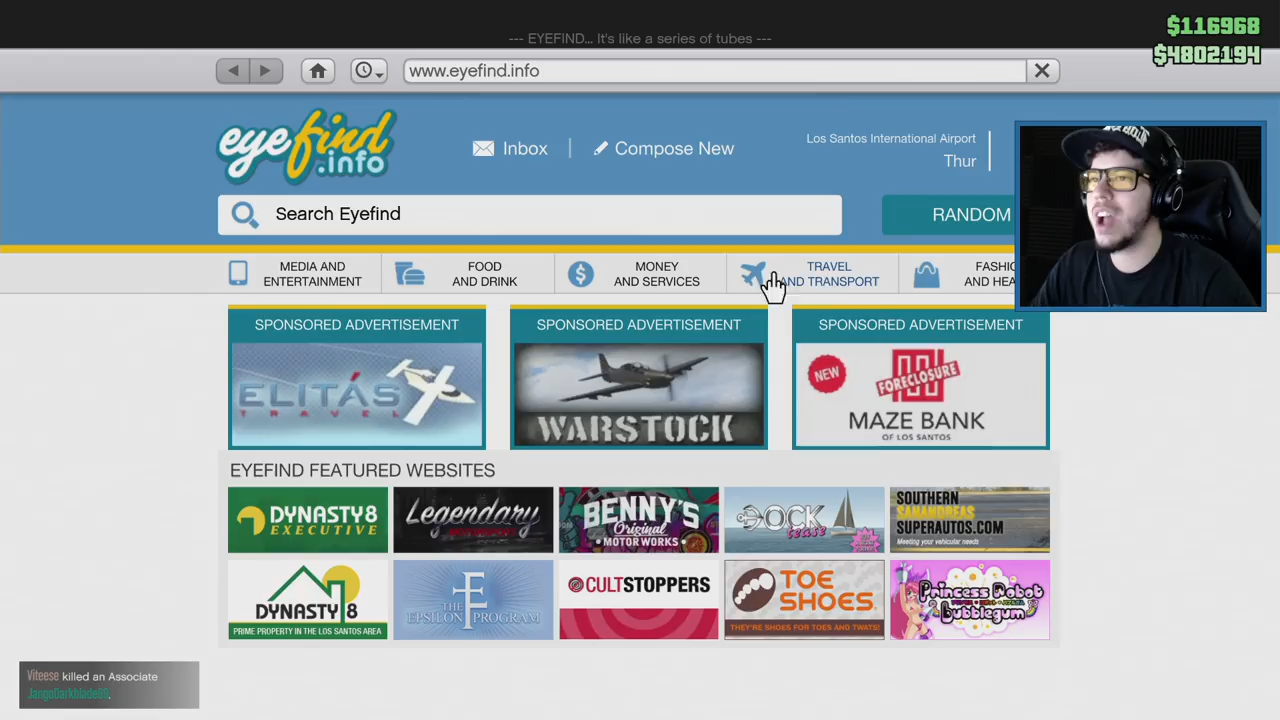 --- EYEFIND... It's like a series of tubes ---
$116968
$4802194
www.eyefind.info
eyefind
.info
Inbox
Compose New
Los Santos International Airport
Thur
Search Eyefind
RANDOM
MEDIA AND
ENTERTAINMENT
FOOD
AND DRINK
MONEY
AND SERVICES
TRAVEL
AND TRANSPORT
FASHI
AND HEA
SPONSORED ADVERTISEMENT
ELITÁS
TRAVEL
SPONSORED ADVERTISEMENT
WARSTOCK
SPONSORED ADVERTISEMENT
NEW
FORECLOSURE
MAZE BANK
OF LOS SANTOS
EYEFIND FEATURED WEBSITES
DYNASTY8
EXECUTIVE
Legendary
MOTORSPORT
BENNY'S
Original
MOTOR WORKS
DOCK
tease
SOUTHERN
SANANDREAS
SUPERAUTOS.COM
Meeting your vehicular needs
DYNASTY 8
PRIME PROPERTY IN THE LOS SANTOS AREA
THE
EPSILON PROGRAM
CULTSTOPPERS
TOE
SHOES
THEY'RE SHOES FOR TOES AND TWATS!
Princess Robot
Bubblegum
Viteese killed an Associate
JangoDarkblade89.